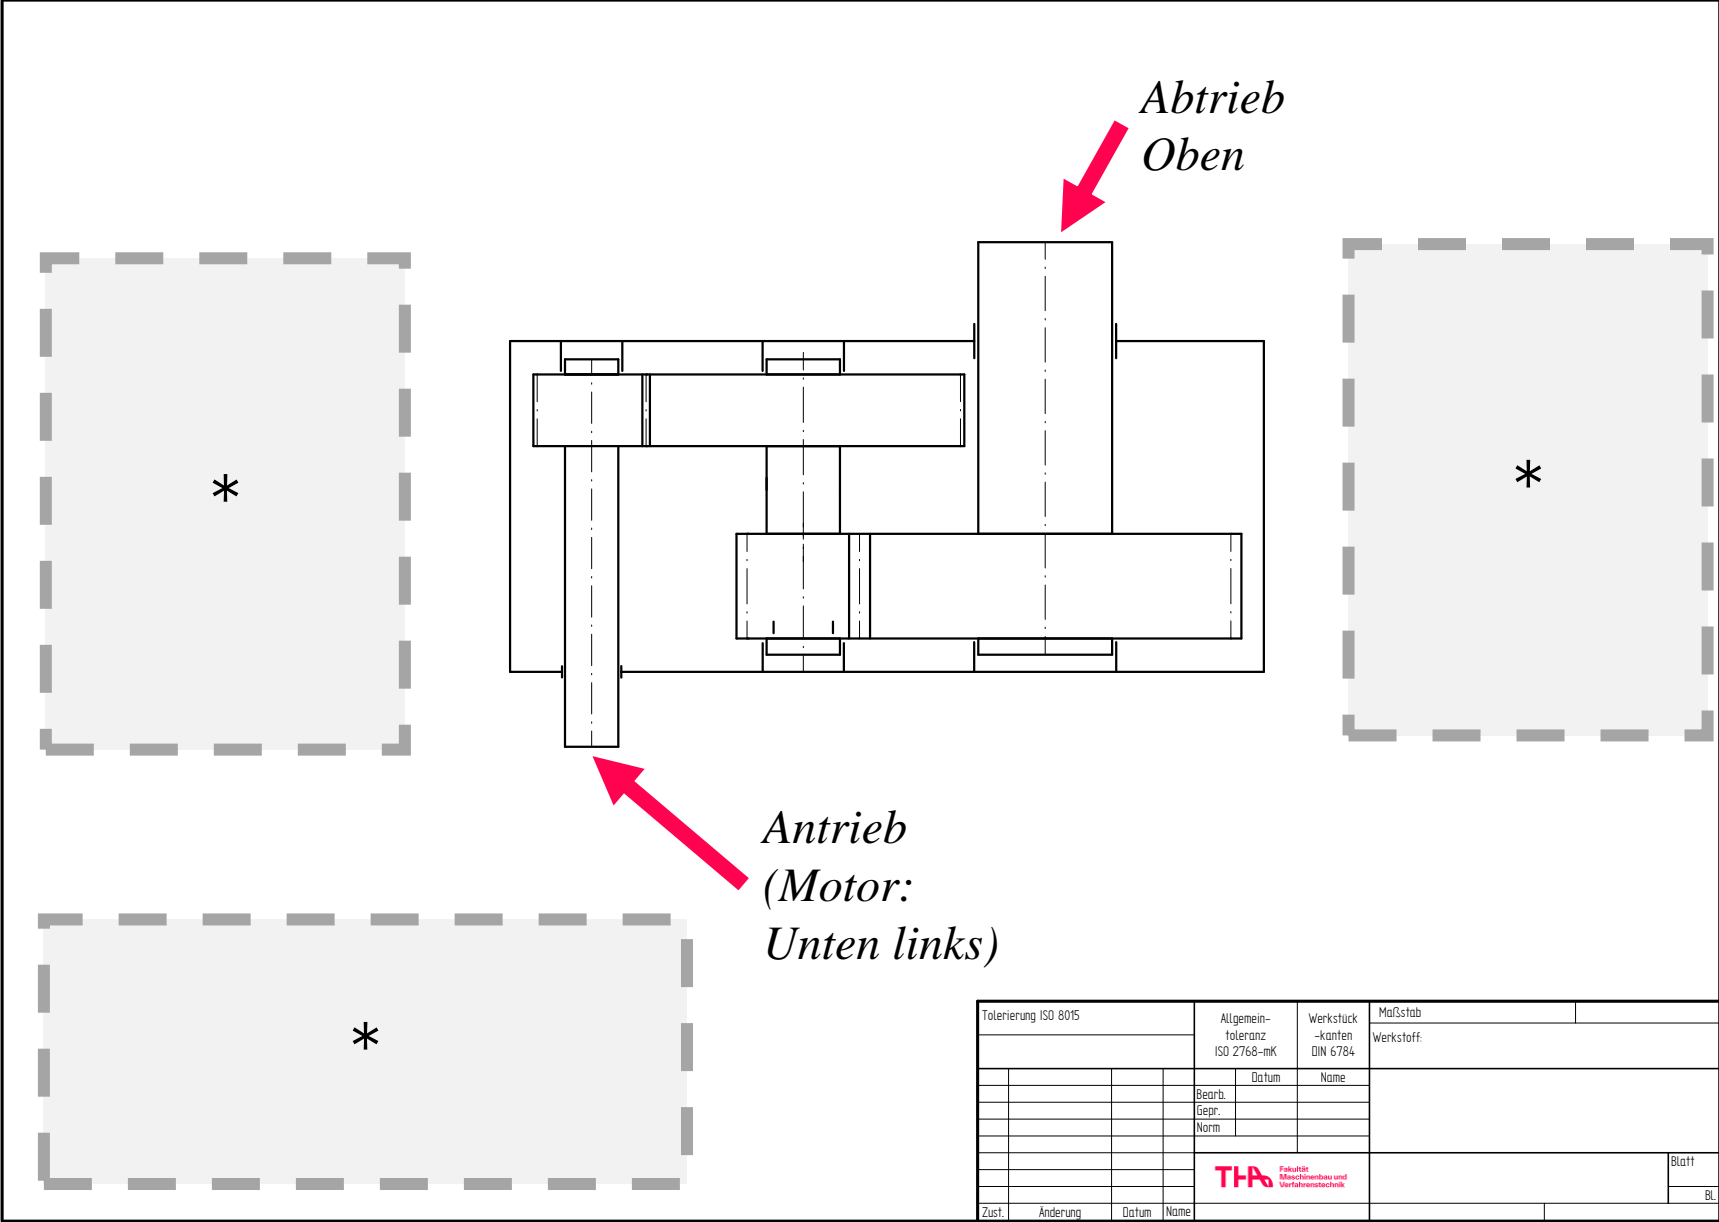 Abtrieb
Oben
*
*
Antrieb
(Motor:
Unten links)
*
Tolerierung ISO 8015
Allgemein-
toleranz
ISO 2768-mK
Werkstück
-kanten
DIN 6784
Maßstab
Werkstoff:
Datum
Name
Bearb.
Gepr.
Norm
THA
Fakultät
Maschinenbau und
Verfahrenstechnik
Blatt
Bl.
Zust.
Änderung
Datum
Name